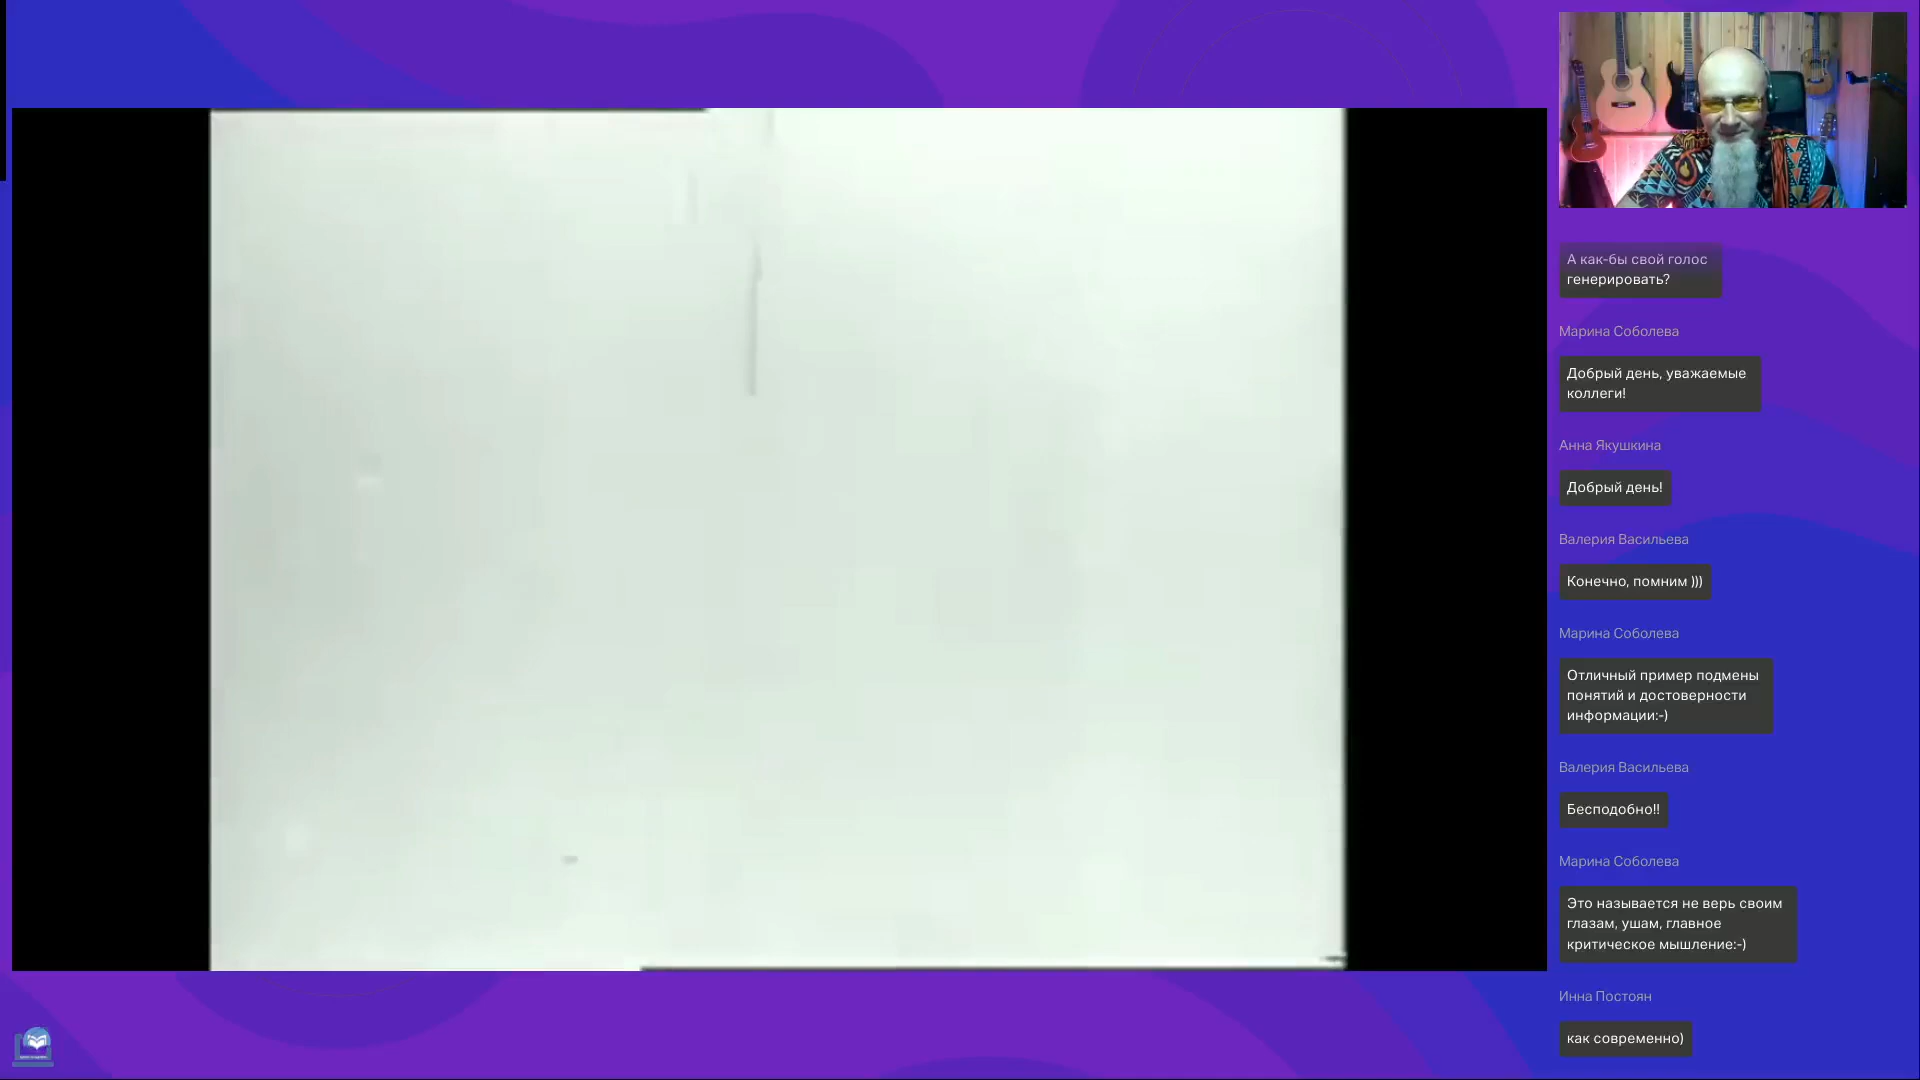 А как-бы свой голос
генерировать?
Марина Соболева
Добрый день, уважаемые
коллеги!
Анна Якушкина
Добрый день!
Валерия Васильева
Конечно, помним )))
Марина Соболева
Отличный пример подмены
понятий и достоверности
информации:-)
Валерия Васильева
Бесподобно!!
Марина Соболева
Это называется не верь своим
глазам, ушам, главное
критическое мышление:-)
Инна Постоян
как современно)